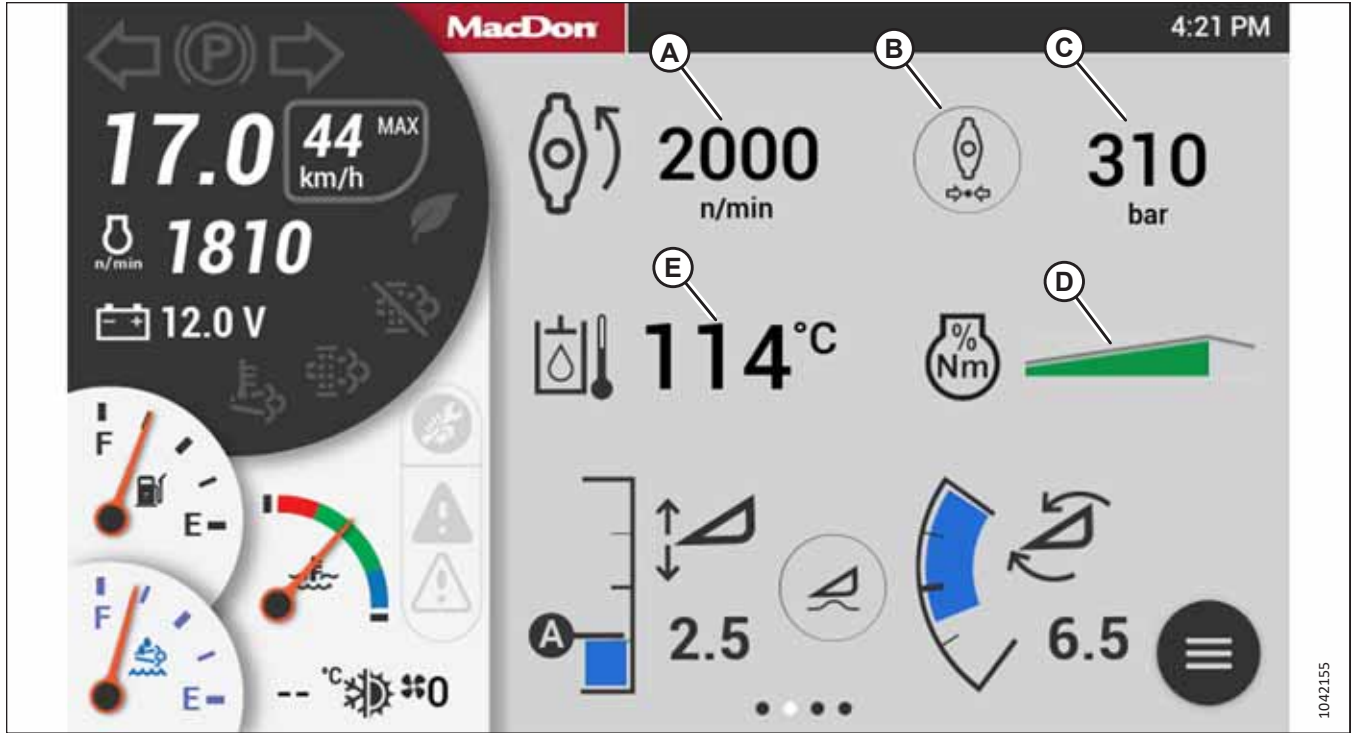 MacDon
4:21 PM
A
B
C
P
17.0
44 MAX
km/h
2000
n/min
310
bar
n/min
1810
12.0 V
E
D
114°C
%
Nm
F
E
F
E
A
2.5
6.5
-- °C
0
1042155